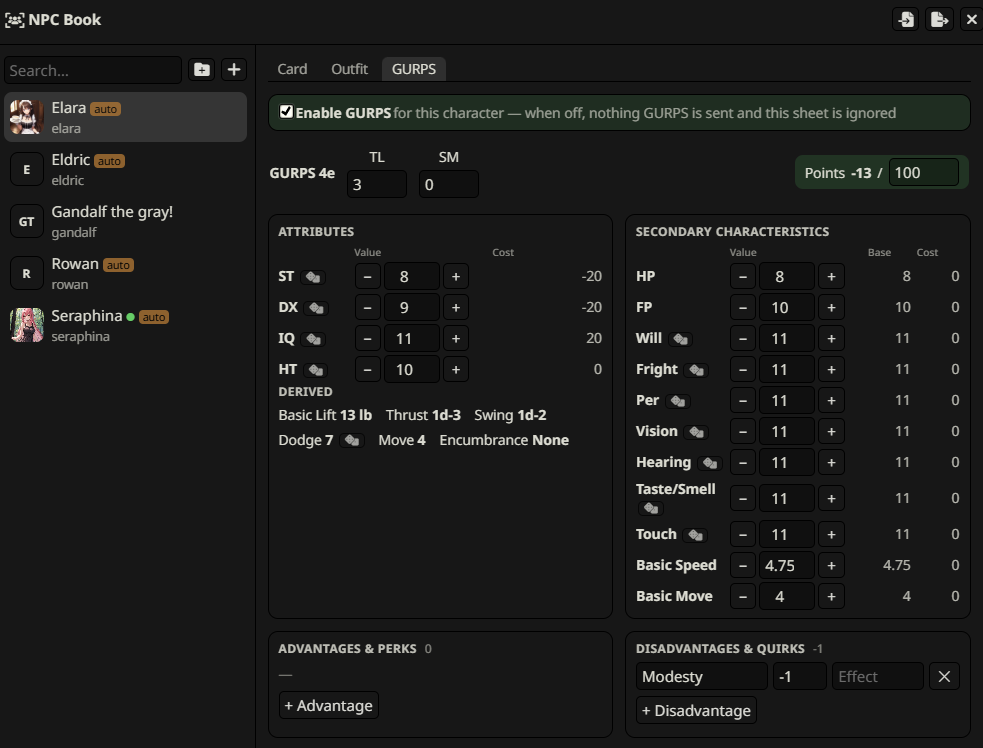 NPC Book
Search...
Elara auto
elara
E
Eldric auto
eldric
GT
Gandalf the gray!
gandalf
R
Rowan auto
rowan
Seraphina auto
seraphina
Card Outfit GURPS
Enable GURPS for this character — when off, nothing GURPS is sent and this sheet is ignored
GURPS 4e
TL
3
SM
0
Points -13 / 100
ATTRIBUTES
Value Cost
ST − 8 + -20
DX − 9 + -20
IQ − 11 + 20
HT − 10 + 0
DERIVED
Basic Lift 13 lb Thrust 1d-3 Swing 1d-2
Dodge 7 Move 4 Encumbrance None
SECONDARY CHARACTERISTICS
Value Base Cost
HP − 8 + 8 0
FP − 10 + 10 0
Will − 11 + 11 0
Fright − 11 + 11 0
Per − 11 + 11 0
Vision − 11 + 11 0
Hearing − 11 + 11 0
Taste/Smell − 11 + 11 0
Touch − 11 + 11 0
Basic Speed − 4.75 + 4.75 0
Basic Move − 4 + 4 0
ADVANTAGES & PERKS 0
—
+ Advantage
DISADVANTAGES & QUIRKS -1
Modesty -1 Effect
+ Disadvantage